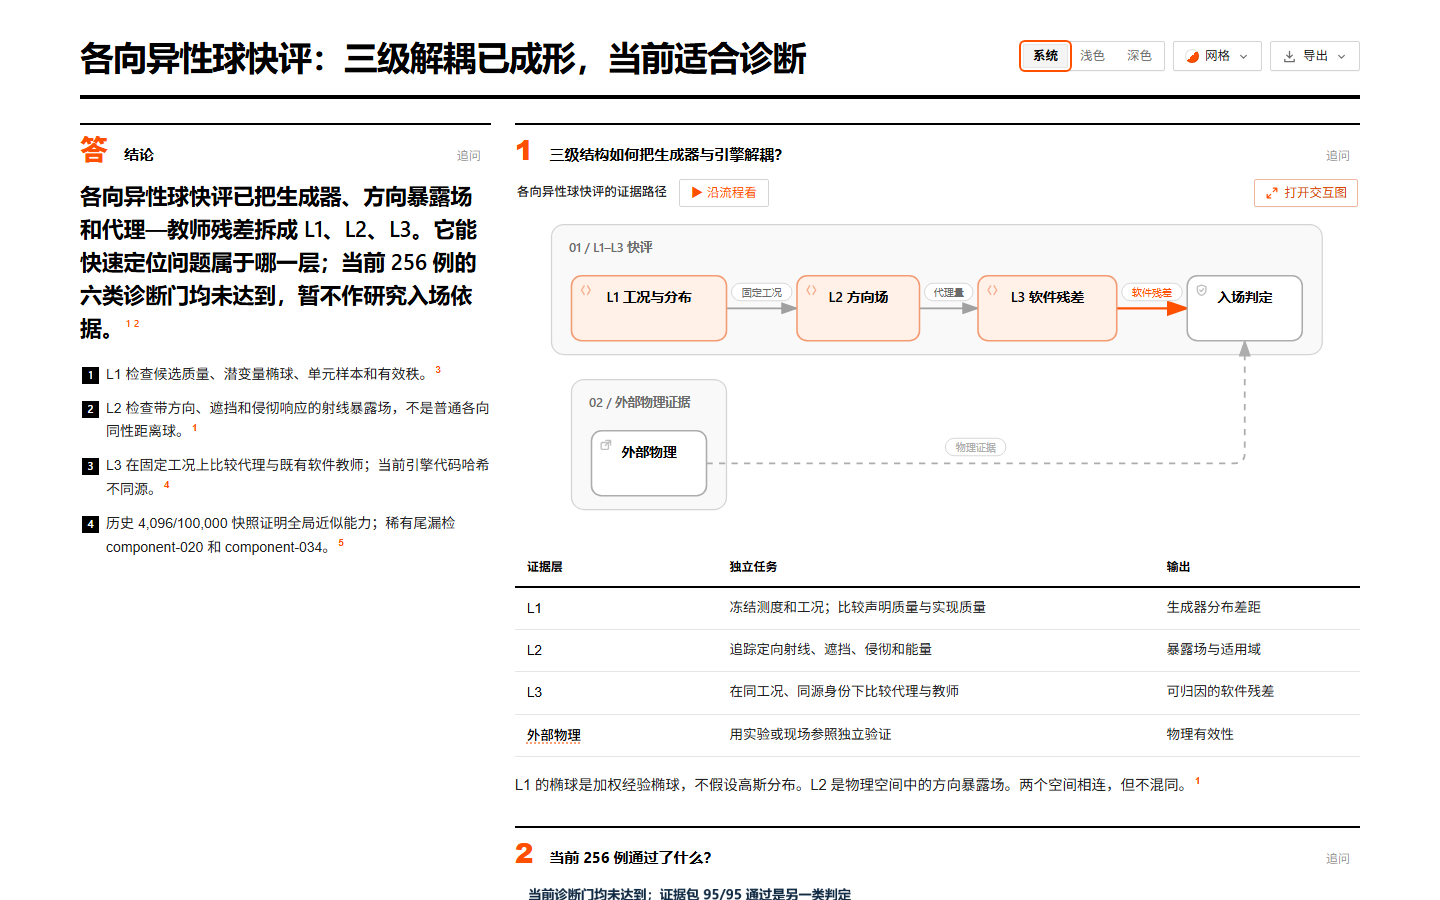 各向异性球快评：三级解耦已成形，当前适合诊断
系统 浅色 深色 网格 导出
答 结论 追问
各向异性球快评已把生成器、方向暴露场
和代理—教师残差拆成 L1、L2、L3。它能
快速定位问题属于哪一层；当前 256 例的
六类诊断门均未达到，暂不作研究入场依
据。 1 2
1 L1 检查候选质量、潜变量椭球、单元样本和有效秩。 3
2 L2 检查带方向、遮挡和侵彻响应的射线暴露场，不是普通各向
同性距离球。 1
3 L3 在固定工况上比较代理与既有软件教师；当前引擎代码哈希
不同源。 4
4 历史 4,096/100,000 快照证明全局近似能力；稀有尾漏检
component-020 和 component-034。 5
1 三级结构如何把生成器与引擎解耦? 追问
各向异性球快评的证据路径 沿流程看 打开交互图
01 / L1–L3 快评
L1 工况与分布 固定工况 L2 方向场 代理量 L3 软件残差 软件残差 入场判定
02 / 外部物理证据
外部物理 物理证据
证据层 独立任务 输出
L1 冻结测度和工况；比较声明质量与实现质量 生成器分布差距
L2 追踪定向射线、遮挡、侵彻和能量 暴露场与适用域
L3 在同工况、同源身份下比较代理与教师 可归因的软件残差
外部物理 用实验或现场参照独立验证 物理有效性
L1 的椭球是加权经验椭球，不假设高斯分布。L2 是物理空间中的方向暴露场。两个空间相连，但不混同。 1
2 当前 256 例通过了什么? 追问
当前诊断门均未达到；证据包 95/95 通过是另一类判定